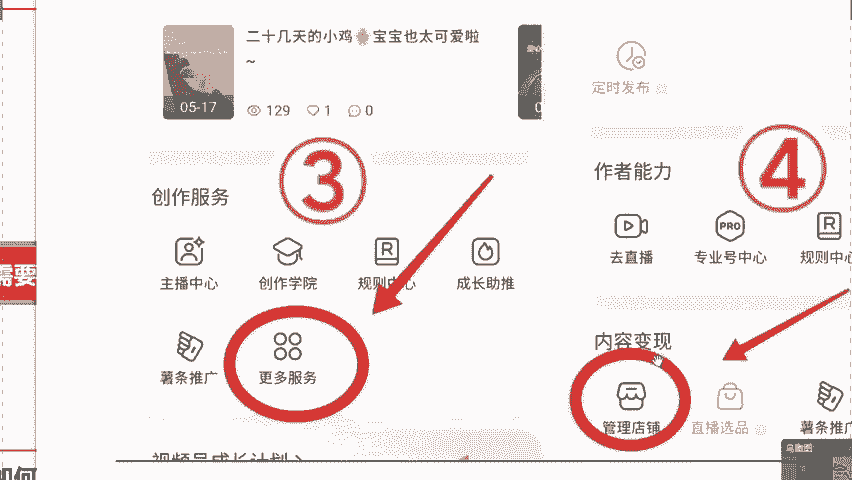 二十几天的小鸡宝宝也太可爱啦
~
05-17
129
1
0
0
③
创作服务
主播中心
创作学院
规则中心
成长助推
薯条推广
更多服务
视频号成长计划 >
定时发布
④
作者能力
去直播
专业号中心
规则中心
内容变现
管理店铺
直播选品
薯条推广
需要
如何